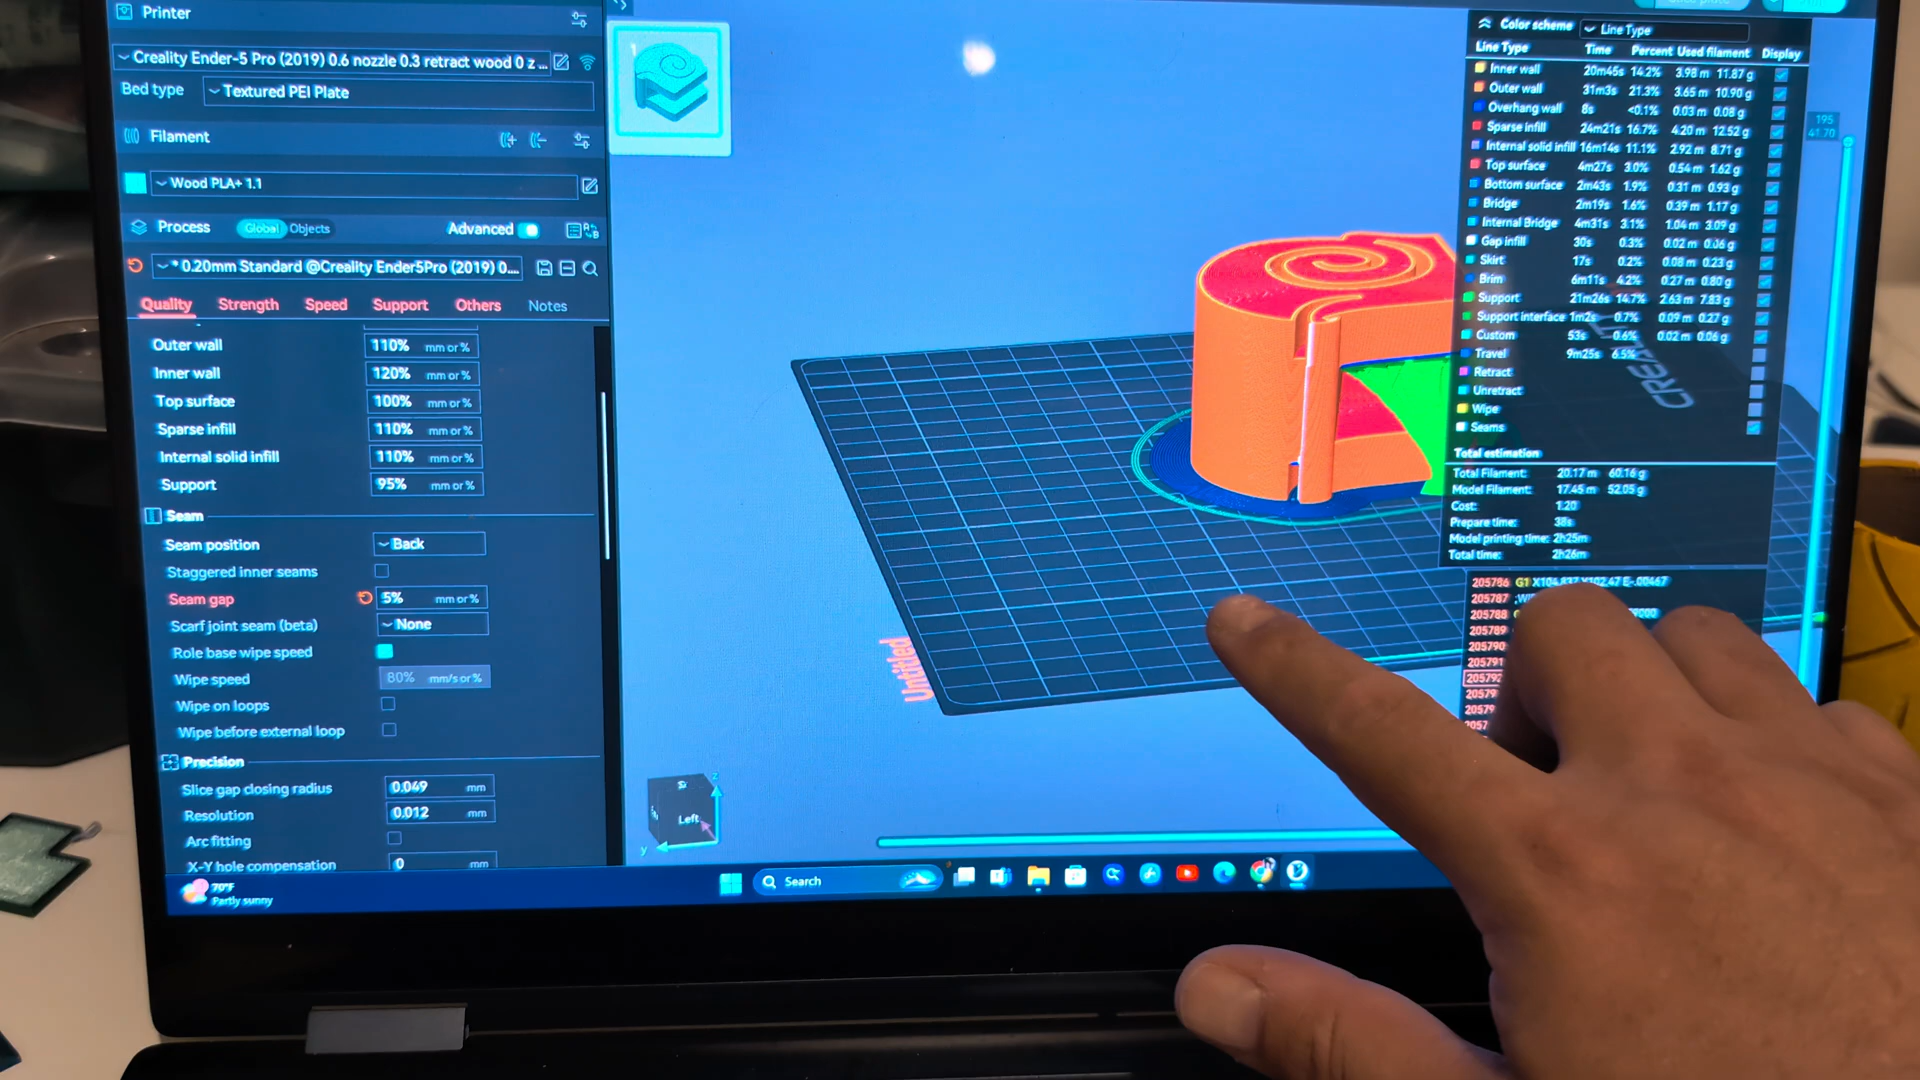 Printer
Creality Ender-5 Pro (2019) 0.6 nozzle 0.3 retract wood 0 z ...
Bed type
Textured PEI Plate
Filament
Wood PLA+ 1.1
Process
Global
Objects
Advanced
* 0.20mm Standard @Creality Ender5Pro (2019) 0....
Quality
Strength
Speed
Support
Others
Notes
Outer wall 110% mm or %
Inner wall 120% mm or %
Top surface 100% mm or %
Sparse infill 110% mm or %
Internal solid infill 110% mm or %
Support 95% mm or %
Seam
Seam position Back
Staggered inner seams
Seam gap 5% mm or %
Scarf joint seam (beta) None
Role base wipe speed
Wipe speed 80% mm/s or %
Wipe on loops
Wipe before external loop
Precision
Slice gap closing radius 0.049 mm
Resolution 0.012 mm
Arc fitting
X-Y hole compensation 0 mm
1
Untitled
Left
z
y
CREALITY
Color scheme Line Type
Line Type Time Percent Used filament Display
Inner wall 20m45s 14.2% 3.98 m 11.87 g
Outer wall 31m3s 21.3% 3.65 m 10.90 g
Overhang wall 8s <0.1% 0.03 m 0.08 g
Sparse infill 24m21s 16.7% 4.20 m 12.52 g
Internal solid infill 16m14s 11.1% 2.92 m 8.71 g
Top surface 4m27s 3.0% 0.54 m 1.62 g
Bottom surface 2m43s 1.9% 0.31 m 0.93 g
Bridge 2m19s 1.6% 0.39 m 1.17 g
Internal Bridge 4m31s 3.1% 1.04 m 3.09 g
Gap infill 30s 0.3% 0.02 m 0.06 g
Skirt 17s 0.2% 0.08 m 0.23 g
Brim 6m11s 4.2% 0.27 m 0.80 g
Support 21m26s 14.7% 2.63 m 7.83 g
Support interface 1m2s 0.7% 0.09 m 0.27 g
Custom 53s 0.6% 0.02 m 0.06 g
Travel 9m25s 6.5%
Retract
Unretract
Wipe
Seams
Total estimation
Total Filament: 20.17 m 60.16 g
Model Filament: 17.45 m 52.05 g
Cost: 1.20
Prepare time: 38s
Model printing time: 2h25m
Total time: 2h26m
195
41.70
205786 G1 X104.837 Y102.47 E-.00467
205787
205788
205789
205790
205791
205792
70°F
Partly sunny
Search